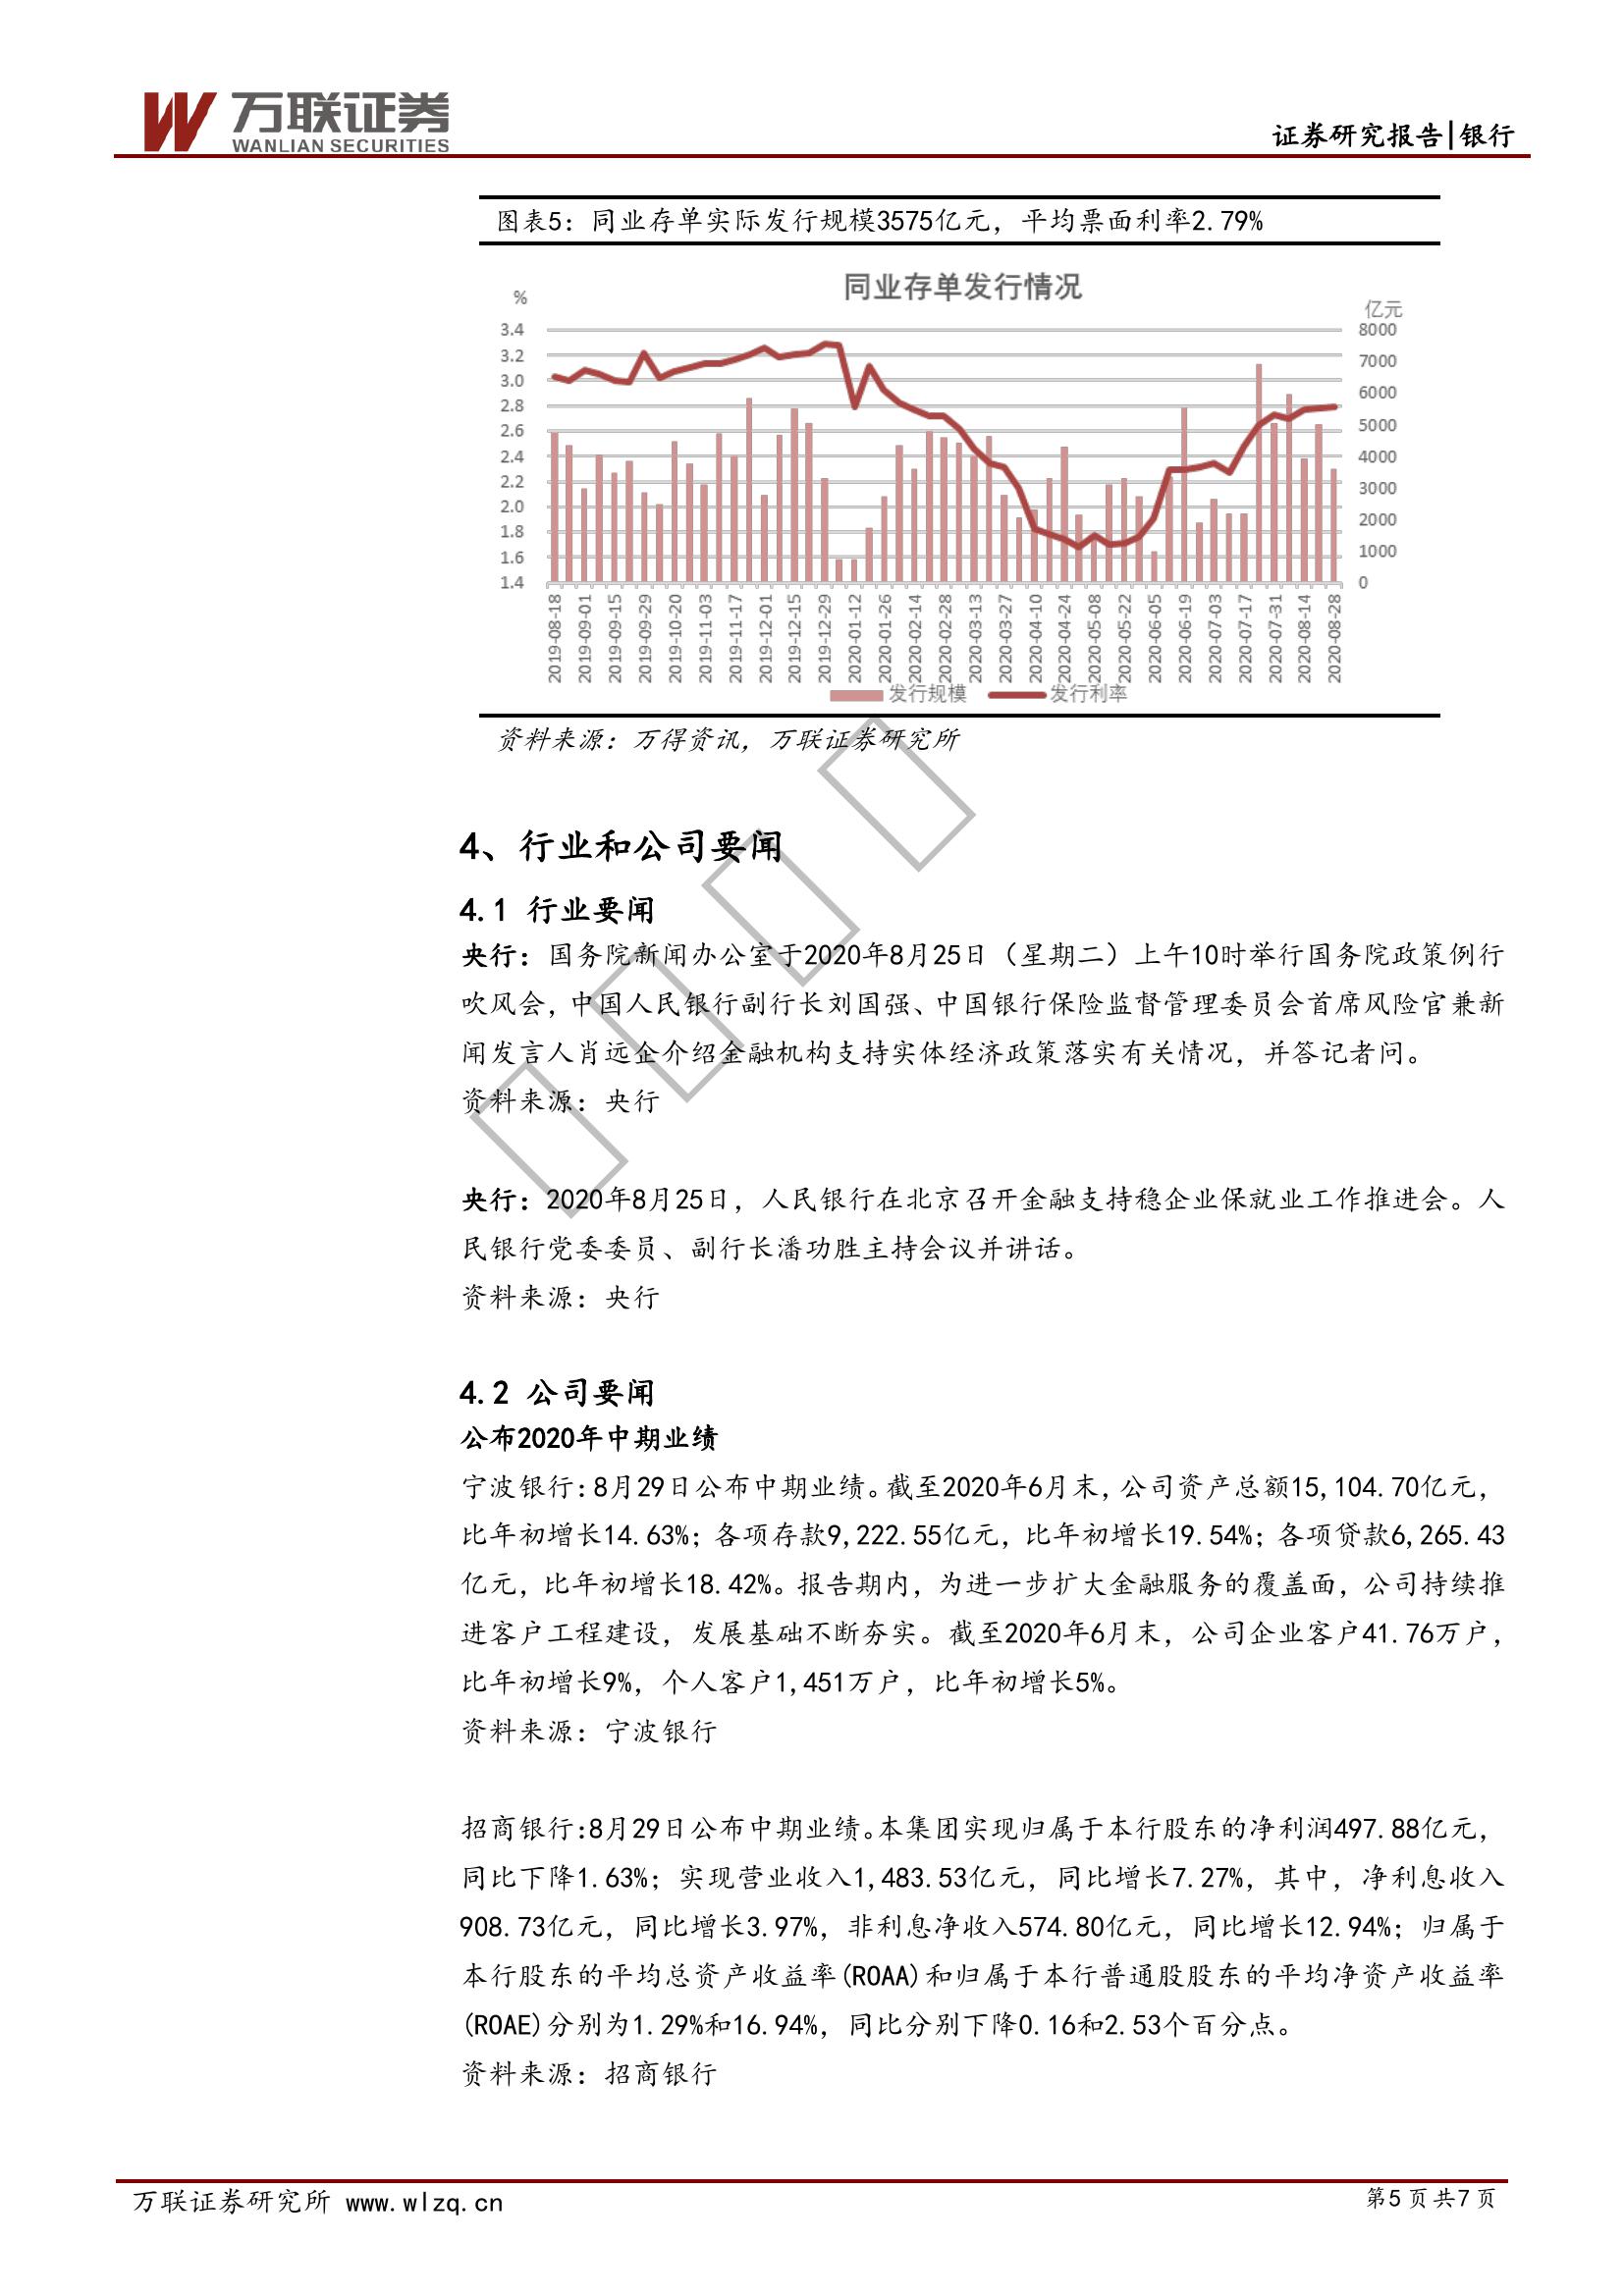 万联证券
WANLIAN SECURITIES
证券研究报告|银行
图表5：同业存单实际发行规模3575亿元，平均票面利率2.79%
同业存单发行情况
%
亿元
3.4
3.2
3.0
2.8
2.6
2.4
2.2
2.0
1.8
1.6
1.4
8000
7000
6000
5000
4000
3000
2000
1000
0
2019-08-18
2019-09-01
2019-09-15
2019-09-29
2019-10-20
2019-11-03
2019-11-17
2019-12-01
2019-12-15
2019-12-29
2020-01-12
2020-01-26
2020-02-14
2020-02-28
2020-03-13
2020-03-27
2020-04-10
2020-04-24
2020-05-08
2020-05-22
2020-06-05
2020-06-19
2020-07-03
2020-07-17
2020-07-31
2020-08-14
2020-08-28
发行规模 发行利率
资料来源：万得资讯，万联证券研究所
4、行业和公司要闻
4.1 行业要闻
央行：国务院新闻办公室于2020年8月25日（星期二）上午10时举行国务院政策例行
吹风会，中国人民银行副行长刘国强、中国银行保险监督管理委员会首席风险官兼新
闻发言人肖远企介绍金融机构支持实体经济政策落实有关情况，并答记者问。
资料来源：央行
央行：2020年8月25日，人民银行在北京召开金融支持稳企业保就业工作推进会。人
民银行党委委员、副行长潘功胜主持会议并讲话。
资料来源：央行
4.2 公司要闻
公布2020年中期业绩
宁波银行：8月29日公布中期业绩。截至2020年6月末，公司资产总额15,104.70亿元，
比年初增长14.63%；各项存款9,222.55亿元，比年初增长19.54%；各项贷款6,265.43
亿元，比年初增长18.42%。报告期内，为进一步扩大金融服务的覆盖面，公司持续推
进客户工程建设，发展基础不断夯实。截至2020年6月末，公司企业客户41.76万户，
比年初增长9%，个人客户1,451万户，比年初增长5%。
资料来源：宁波银行
招商银行：8月29日公布中期业绩。本集团实现归属于本行股东的净利润497.88亿元，
同比下降1.63%；实现营业收入1,483.53亿元，同比增长7.27%，其中，净利息收入
908.73亿元，同比增长3.97%，非利息净收入574.80亿元，同比增长12.94%；归属于
本行股东的平均总资产收益率(ROAA)和归属于本行普通股股东的平均净资产收益率
(ROAE)分别为1.29%和16.94%，同比分别下降0.16和2.53个百分点。
资料来源：招商银行
万联证券研究所 www.wlzq.cn
第5页共7页